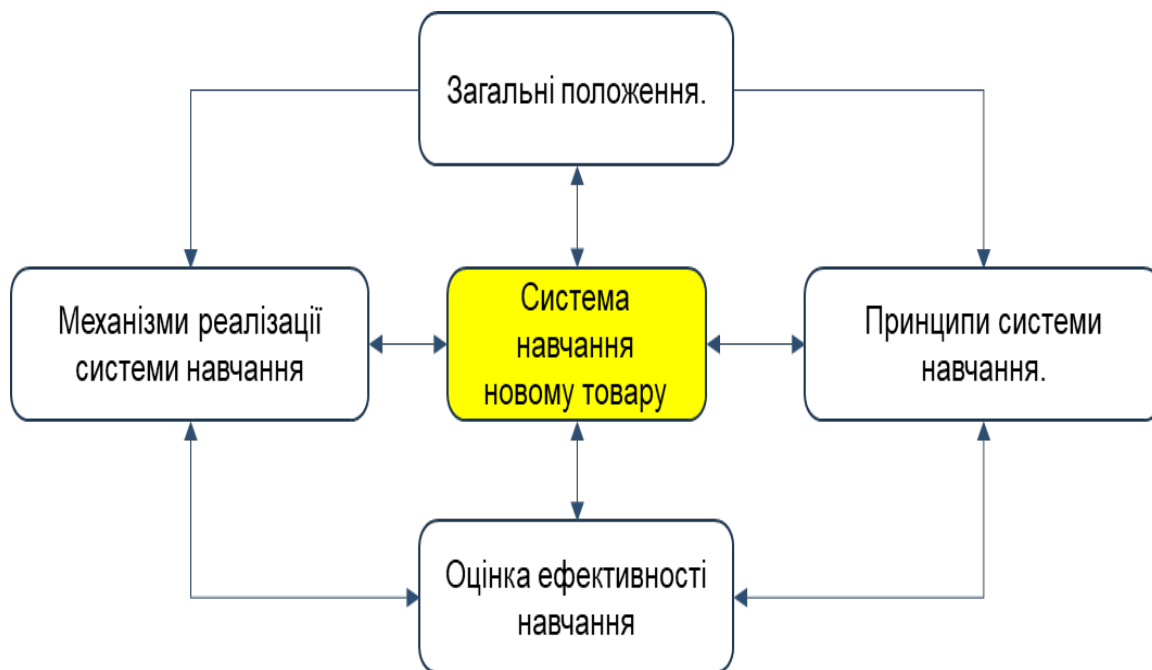 Загальні положення.
Механізми реалізації
системи навчання
Система
навчання
новому товару
Принципи системи
навчання.
Оцінка ефективності
навчання